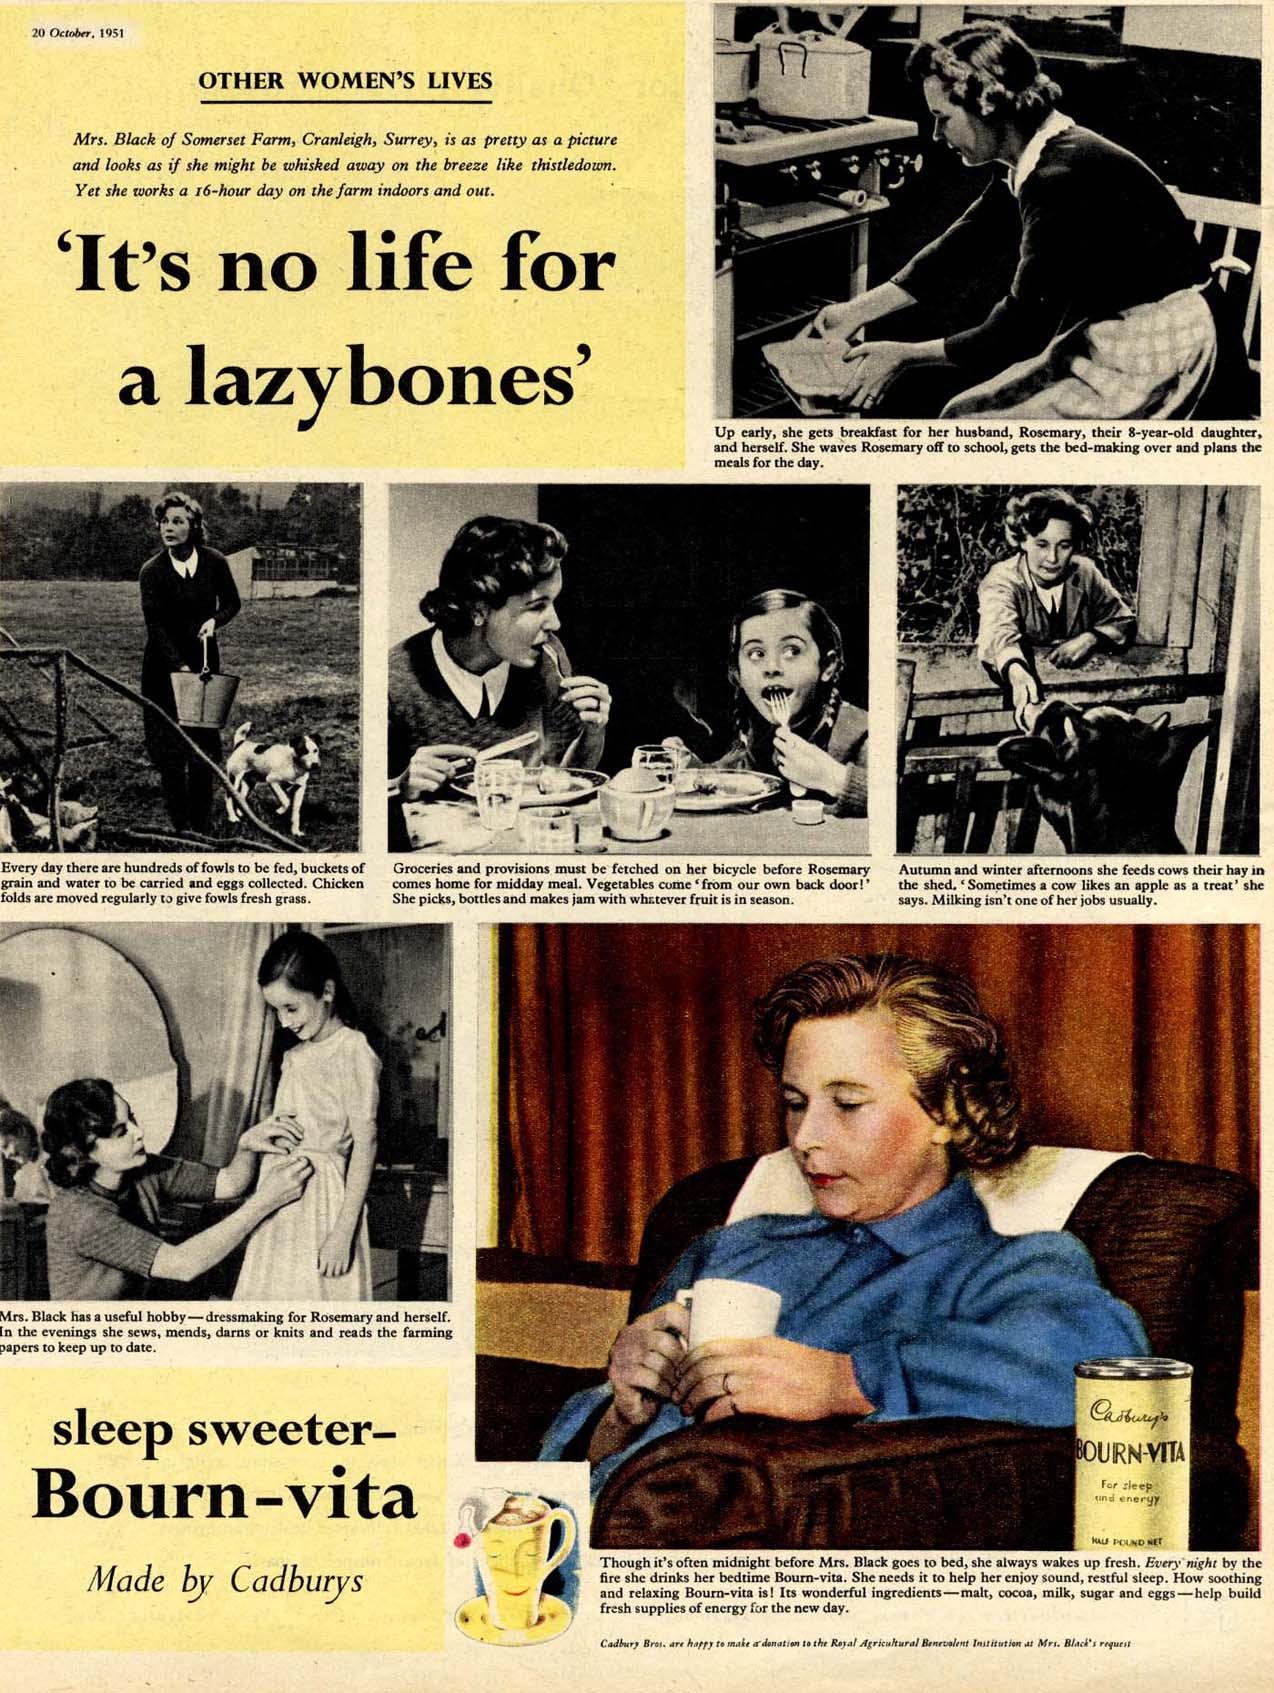 20 October, 1951
OTHER WOMEN'S LIVES
Mrs. Black of Somerset Farm, Cranleigh, Surrey, is as pretty as a picture
and looks as if she might be whisked away on the breeze like thistledown.
Yet she works a 16-hour day on the farm indoors and out.
‘It's no life for
a lazybones’
Up early, she gets breakfast for her husband, Rosemary, their 8-year-old daughter,
and herself. She waves Rosemary off to school, gets the bed-making over and plans the
meals for the day.
Every day there are hundreds of fowls to be fed, buckets of
grain and water to be carried and eggs collected. Chicken
folds are moved regularly to give fowls fresh grass.
Groceries and provisions must be fetched on her bicycle before Rosemary
comes home for midday meal. Vegetables come ‘from our own back door!’
She picks, bottles and makes jam with whatever fruit is in season.
Autumn and winter afternoons she feeds cows their hay in
the shed. ‘Sometimes a cow likes an apple as a treat’ she
says. Milking isn't one of her jobs usually.
Mrs. Black has a useful hobby—dressmaking for Rosemary and herself.
In the evenings she sews, mends, darns or knits and reads the farming
papers to keep up to date.
sleep sweeter–
Bourn-vita
Made by Cadburys
Cadbury's
BOURN-VITA
For sleep
and energy
HALF POUND NET
Though it's often midnight before Mrs. Black goes to bed, she always wakes up fresh. Every night by the
fire she drinks her bedtime Bourn-vita. She needs it to help her enjoy sound, restful sleep. How soothing
and relaxing Bourn-vita is! Its wonderful ingredients—malt, cocoa, milk, sugar and eggs—help build
fresh supplies of energy for the new day.
Cadbury Bros. are happy to make a donation to the Royal Agricultural Benevolent Institution at Mrs. Black's request